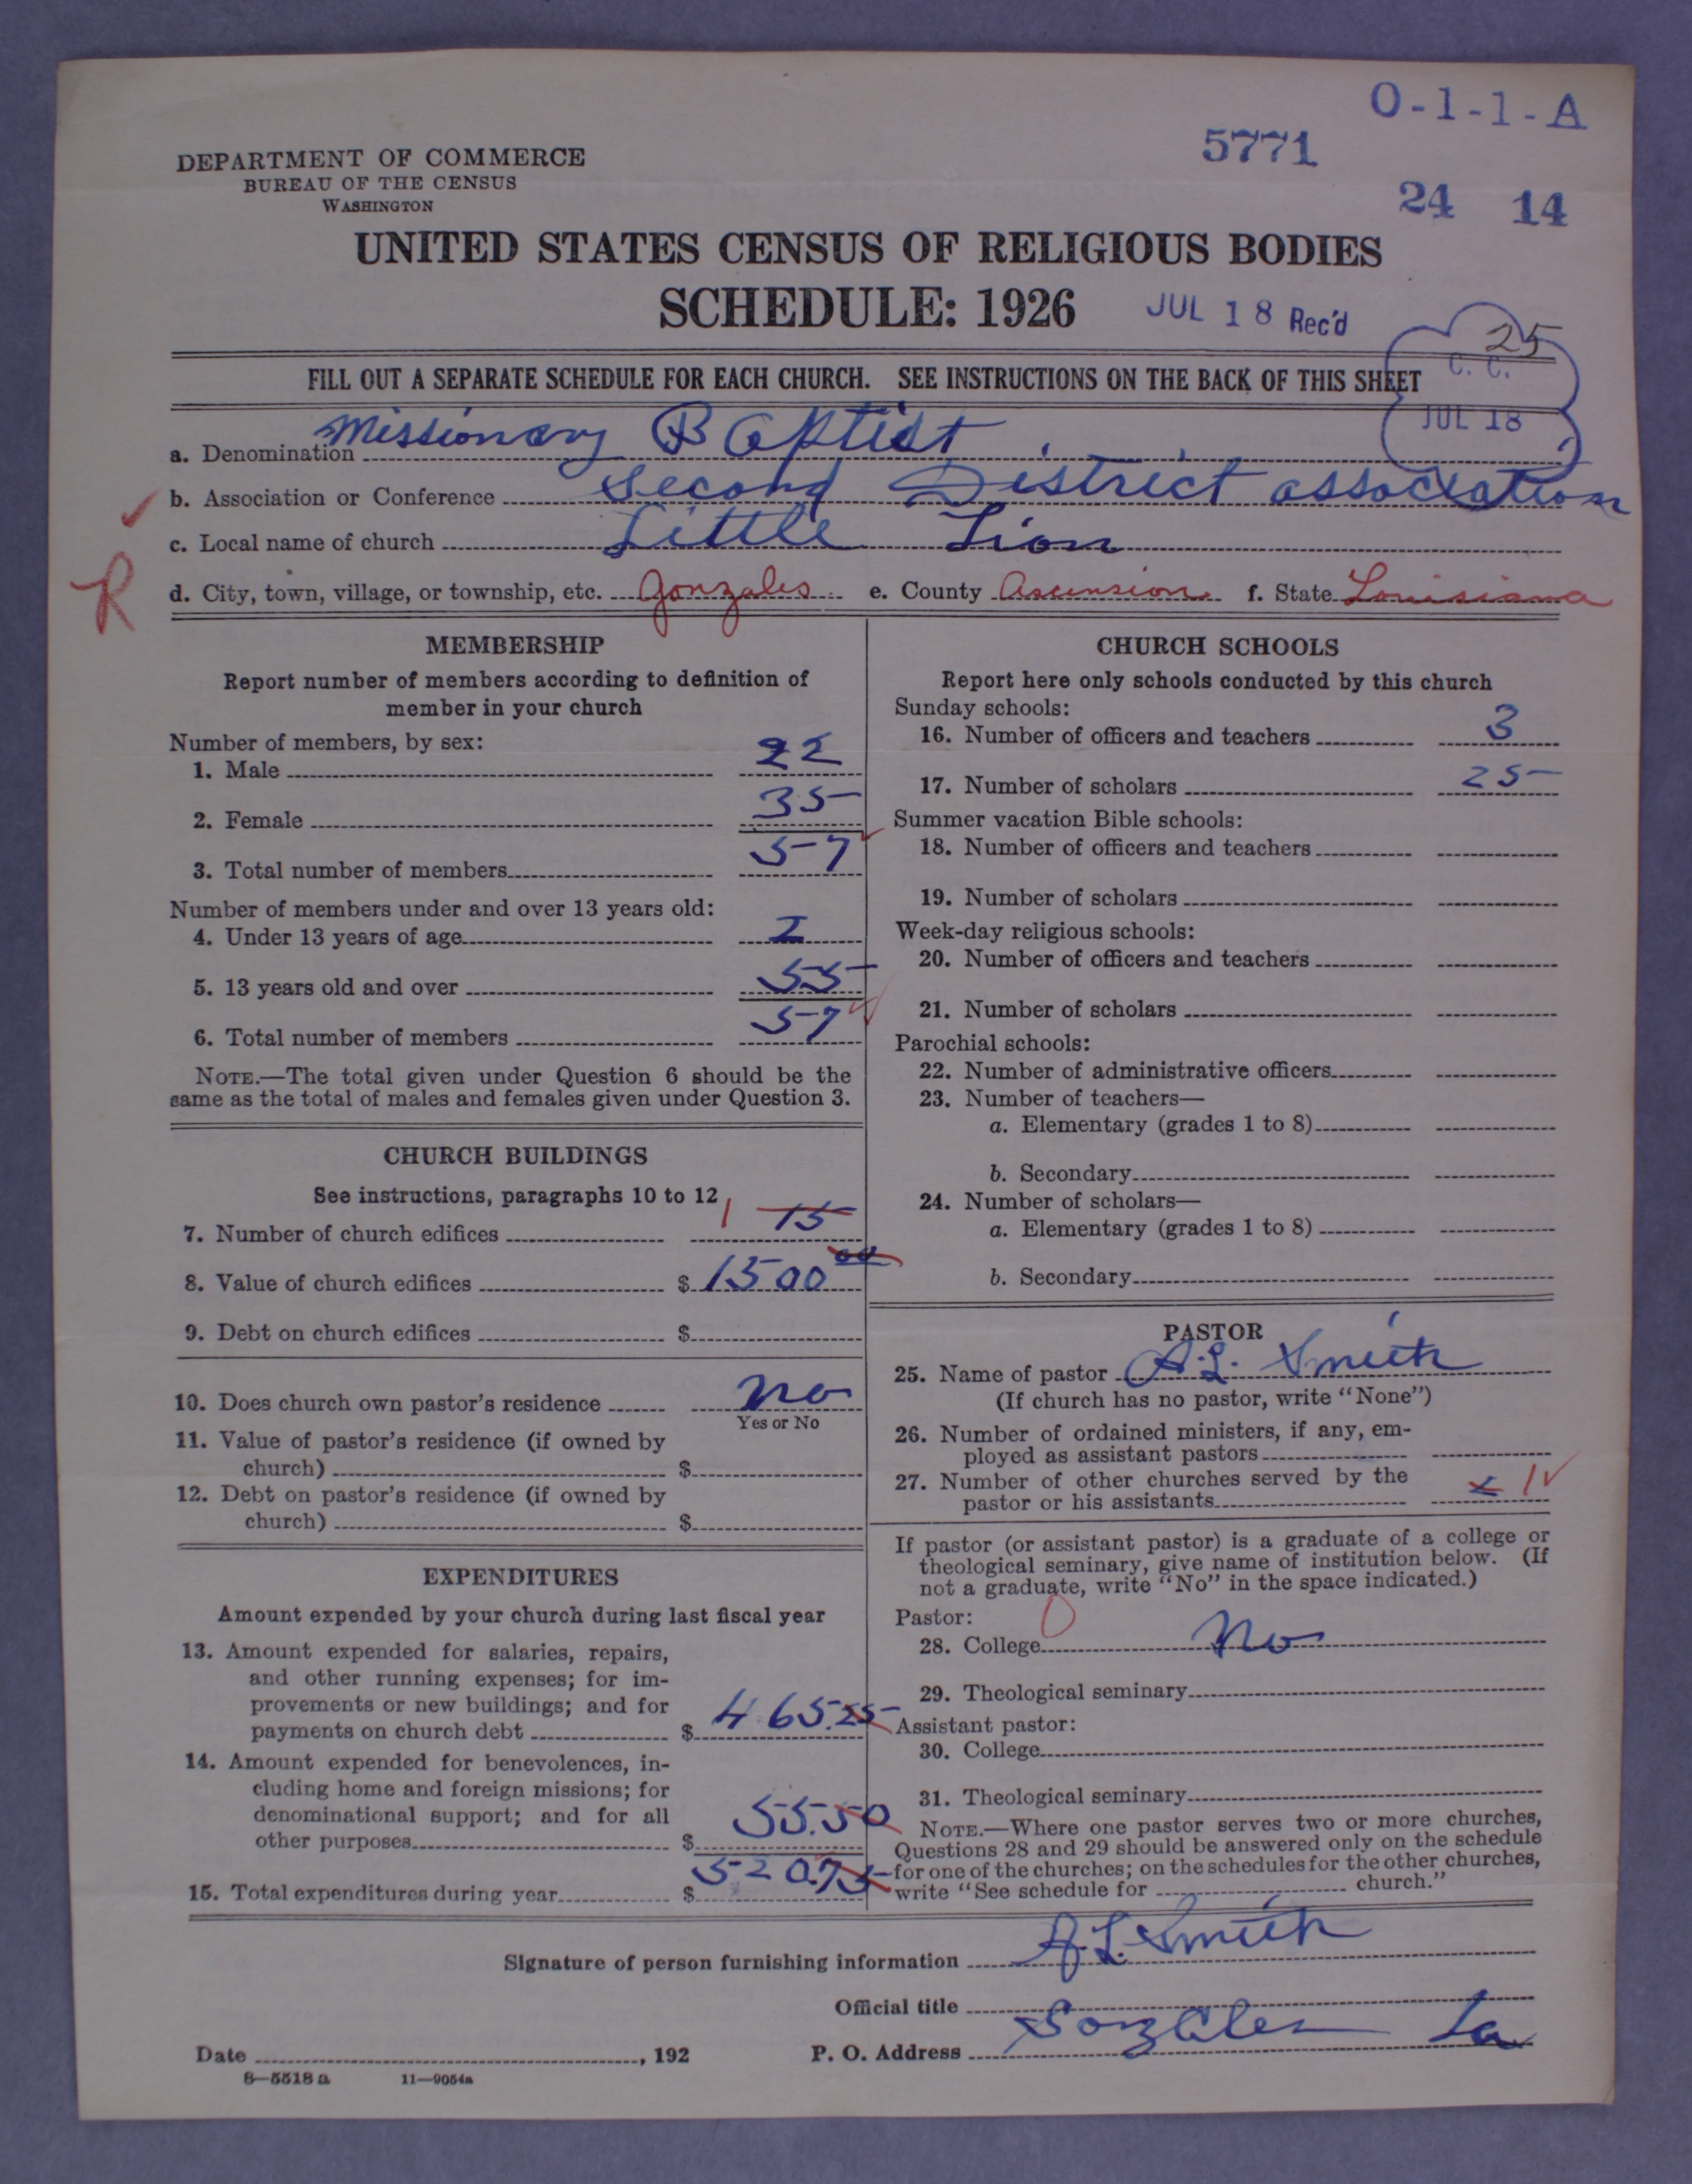 O-1-1-A
5771
24 14
DEPARTMENT OF COMMERCE
BUREAU OF THE CENSUS
WASHINGTON
UNITED STATES CENSUS OF RELIGIOUS BODIES
SCHEDULE: 1926 JUL 18 Rec'd
25
C. C.
JUL 18
FILL OUT A SEPARATE SCHEDULE FOR EACH CHURCH. SEE INSTRUCTIONS ON THE BACK OF THIS SHEET
a. Denomination Missionary Baptist
b. Association or Conference Second District association
c. Local name of church Little Lion
R
d. City, town, village, or township, etc. Gonzales e. County Ascension f. State Louisiana
MEMBERSHIP
Report number of members according to definition of
member in your church
Number of members, by sex:
1. Male 22
2. Female 35
3. Total number of members 57
Number of members under and over 13 years old:
4. Under 13 years of age 2
5. 13 years old and over 55
6. Total number of members 57
NOTE.—The total given under Question 6 should be the
same as the total of males and females given under Question 3.
CHURCH BUILDINGS
See instructions, paragraphs 10 to 12
7. Number of church edifices 1 15
8. Value of church edifices $ 1500 00
9. Debt on church edifices $
10. Does church own pastor's residence no
Yes or No
11. Value of pastor's residence (if owned by
church) $
12. Debt on pastor's residence (if owned by
church) $
EXPENDITURES
Amount expended by your church during last fiscal year
13. Amount expended for salaries, repairs,
and other running expenses; for im-
provements or new buildings; and for
payments on church debt $ 465.25
14. Amount expended for benevolences, in-
cluding home and foreign missions; for
denominational support; and for all
other purposes $ 55.50
15. Total expenditures during year $ 520.75
CHURCH SCHOOLS
Report here only schools conducted by this church
Sunday schools:
16. Number of officers and teachers 3
17. Number of scholars 25
Summer vacation Bible schools:
18. Number of officers and teachers
19. Number of scholars
Week-day religious schools:
20. Number of officers and teachers
21. Number of scholars
Parochial schools:
22. Number of administrative officers
23. Number of teachers—
a. Elementary (grades 1 to 8)
b. Secondary
24. Number of scholars—
a. Elementary (grades 1 to 8)
b. Secondary
PASTOR
25. Name of pastor A. L. Smith
(If church has no pastor, write "None")
26. Number of ordained ministers, if any, em-
ployed as assistant pastors
27. Number of other churches served by the
pastor or his assistants 1
If pastor (or assistant pastor) is a graduate of a college or
theological seminary, give name of institution below. (If
not a graduate, write "No" in the space indicated.)
Pastor: 0
28. College no
29. Theological seminary
Assistant pastor:
30. College
31. Theological seminary
NOTE.—Where one pastor serves two or more churches,
Questions 28 and 29 should be answered only on the schedule
for one of the churches; on the schedules for the other churches,
write "See schedule for church."
Signature of person furnishing information A. L. Smith
Official title
Date , 192 P. O. Address Gonzales La
8—5518 a 11—9054a